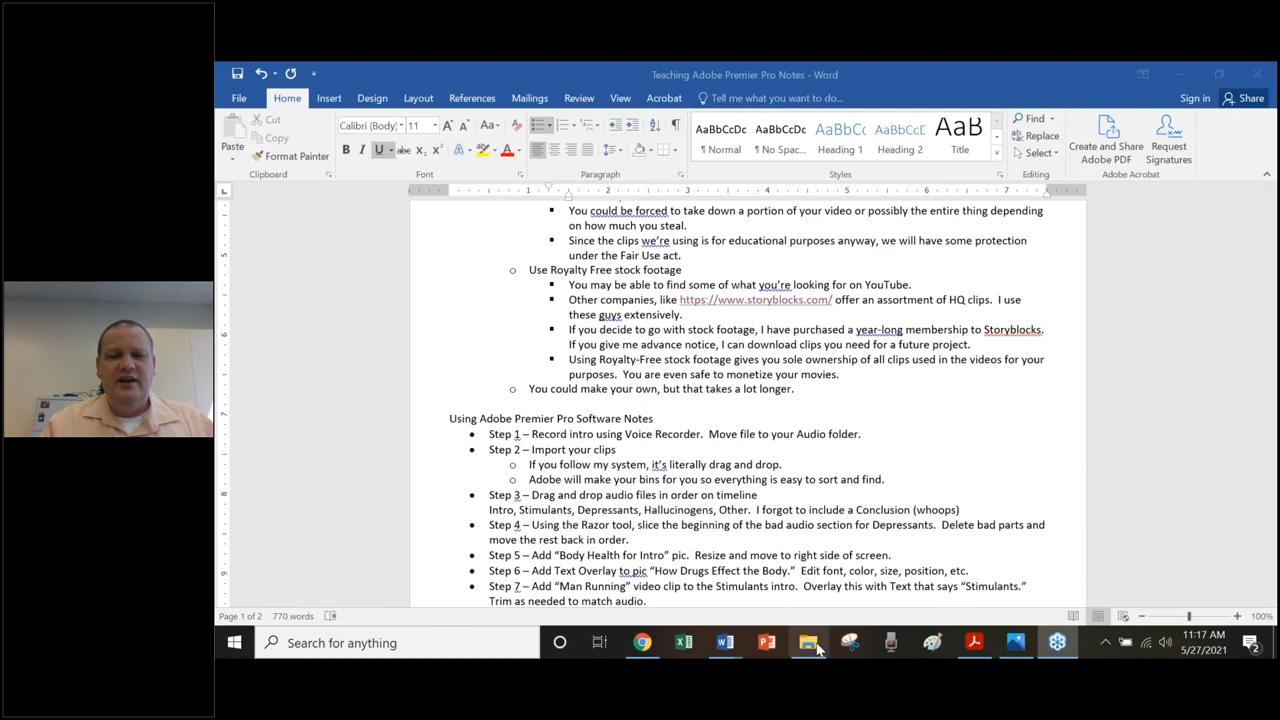 Teaching Adobe Premier Pro Notes - Word
File Home Insert Design Layout References Mailings Review View Acrobat Tell me what you want to do... Sign in Share
Paste Cut Copy Format Painter
Clipboard
Calibri (Body) 11
Font
Paragraph
AaBbCcDc AaBbCcDc AaBbCc AaBbCcD AaB
¶ Normal ¶ No Spac... Heading 1 Heading 2 Title
Styles
Find
Replace
Select
Editing
Create and Share Adobe PDF
Request Signatures
Adobe Acrobat
1 2 3 4 5 6 7
You could be forced to take down a portion of your video or possibly the entire thing depending
on how much you steal.
Since the clips we're using is for educational purposes anyway, we will have some protection
under the Fair Use act.
Use Royalty Free stock footage
You may be able to find some of what you're looking for on YouTube.
Other companies, like https://www.storyblocks.com/ offer an assortment of HQ clips. I use
these guys extensively.
If you decide to go with stock footage, I have purchased a year-long membership to Storyblocks.
If you give me advance notice, I can download clips you need for a future project.
Using Royalty-Free stock footage gives you sole ownership of all clips used in the videos for your
purposes. You are even safe to monetize your movies.
You could make your own, but that takes a lot longer.
Using Adobe Premier Pro Software Notes
Step 1 – Record intro using Voice Recorder. Move file to your Audio folder.
Step 2 – Import your clips
If you follow my system, it's literally drag and drop.
Adobe will make your bins for you so everything is easy to sort and find.
Step 3 – Drag and drop audio files in order on timeline
Intro, Stimulants, Depressants, Hallucinogens, Other. I forgot to include a Conclusion (whoops)
Step 4 – Using the Razor tool, slice the beginning of the bad audio section for Depressants. Delete bad parts and
move the rest back in order.
Step 5 – Add “Body Health for Intro” pic. Resize and move to right side of screen.
Step 6 – Add Text Overlay to pic “How Drugs Effect the Body.” Edit font, color, size, position, etc.
Step 7 – Add “Man Running” video clip to the Stimulants intro. Overlay this with Text that says “Stimulants.”
Trim as needed to match audio.
Page 1 of 2 770 words 100%
Search for anything
11:17 AM
5/27/2021
2